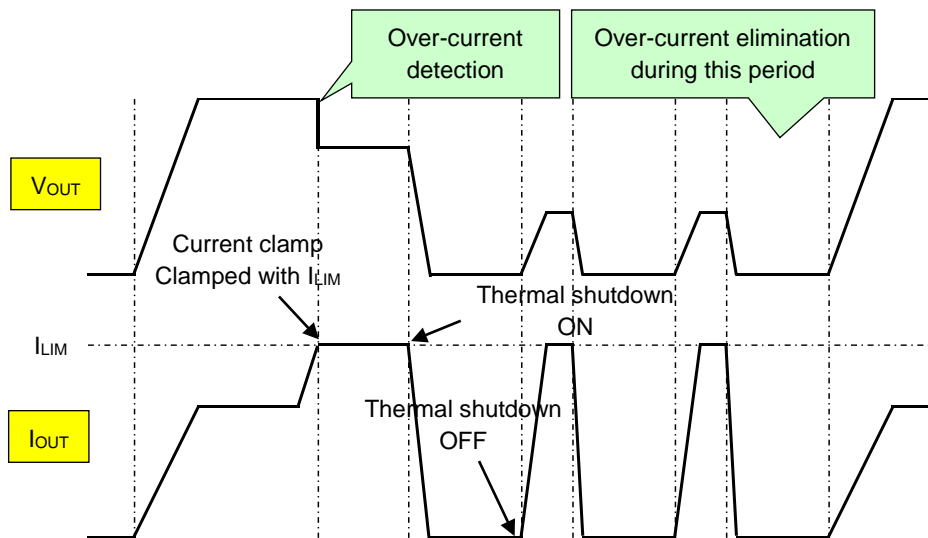 Over-current
detection
Over-current elimination
during this period
VOUT
Current clamp
Clamped with ILIM
Thermal shutdown
ON
ILIM
Thermal shutdown
OFF
IOUT